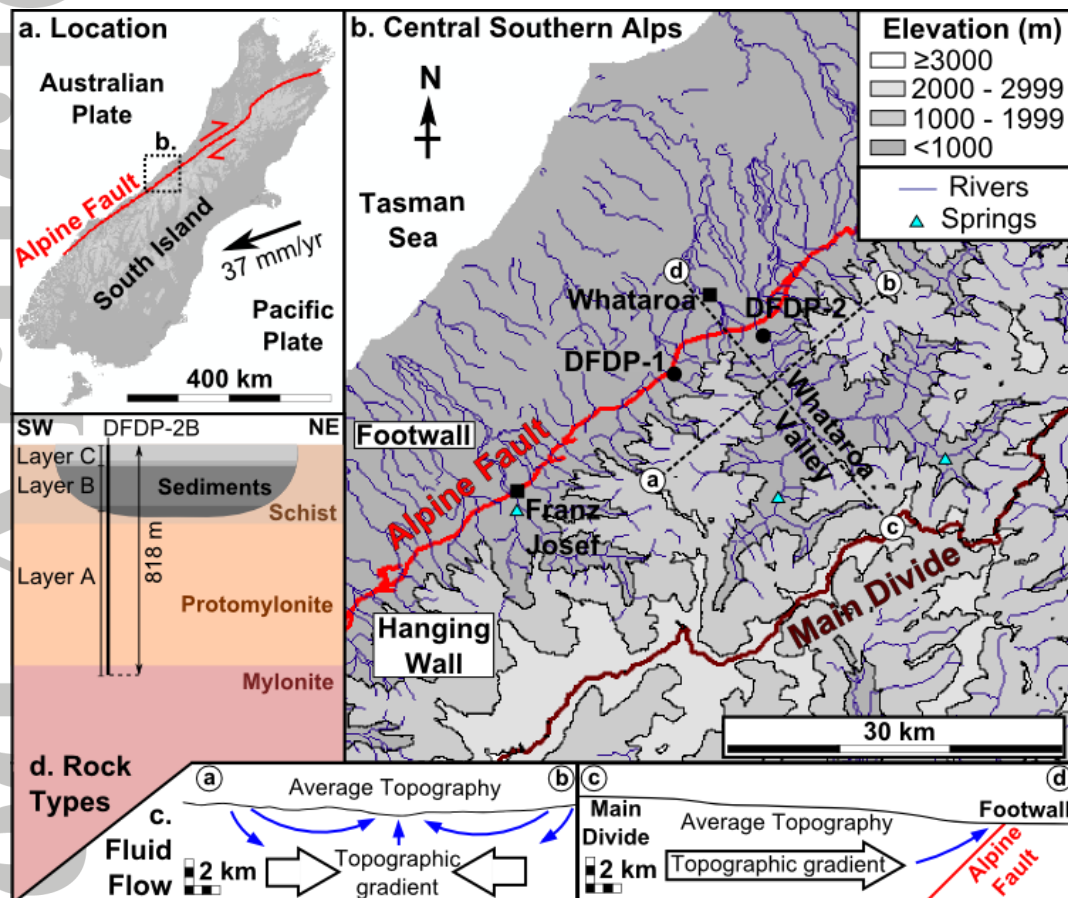 a. Location
Australian
Plate
b.
Alpine Fault
South Island
37 mm/yr
Pacific
Plate
400 km
b. Central Southern Alps
N
Tasman
Sea
Elevation (m)
≥3000
2000 - 2999
1000 - 1999
<1000
Rivers
Springs
d
b
Whataroa
DFDP-2
DFDP-1
Whataroa
Valley
Footwall
Alpine Fault
a
Franz
Josef
c
Main Divide
Hanging
Wall
30 km
SW DFDP-2B NE
Layer C
Layer B
Sediments
Schist
818 m
Layer A
Protomylonite
Mylonite
d. Rock
Types
a b
Average Topography
c.
Fluid
Flow
2 km
Topographic
gradient
c d
Main
Divide
Footwall
Average Topography
2 km
Topographic gradient
Alpine
Fault